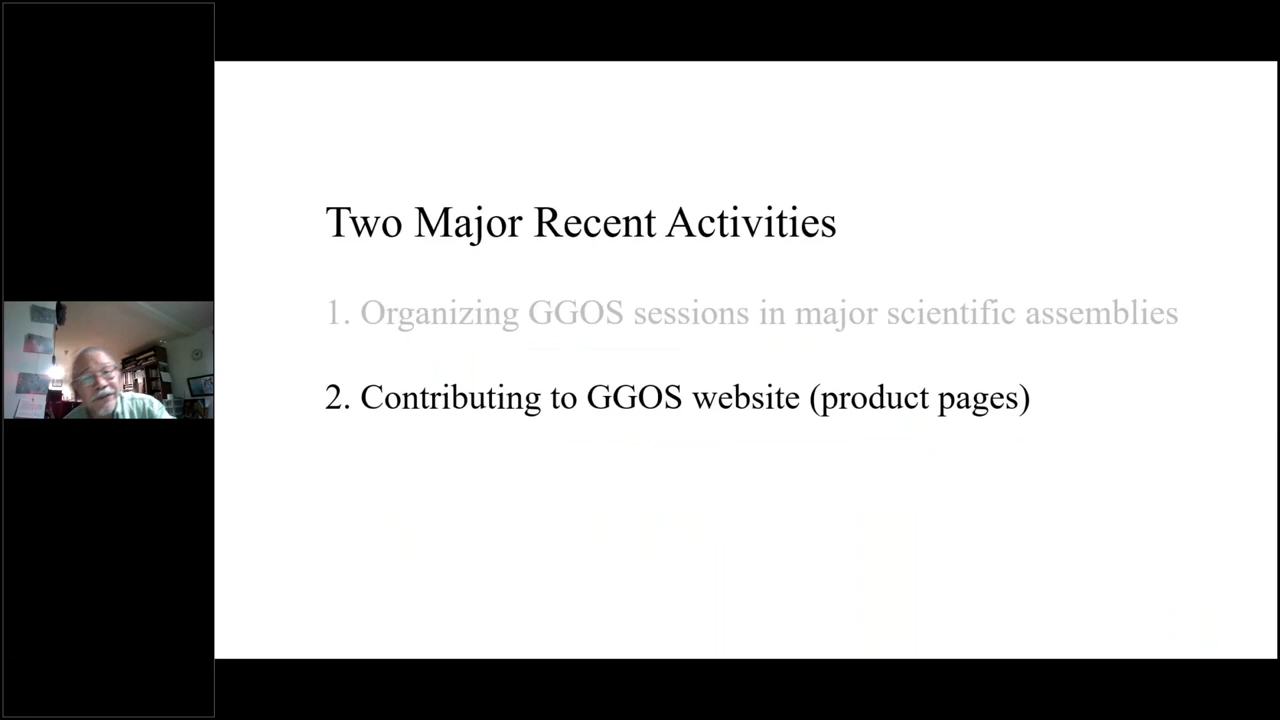 Two Major Recent Activities
1. Organizing GGOS sessions in major scientific assemblies
2. Contributing to GGOS website (product pages)